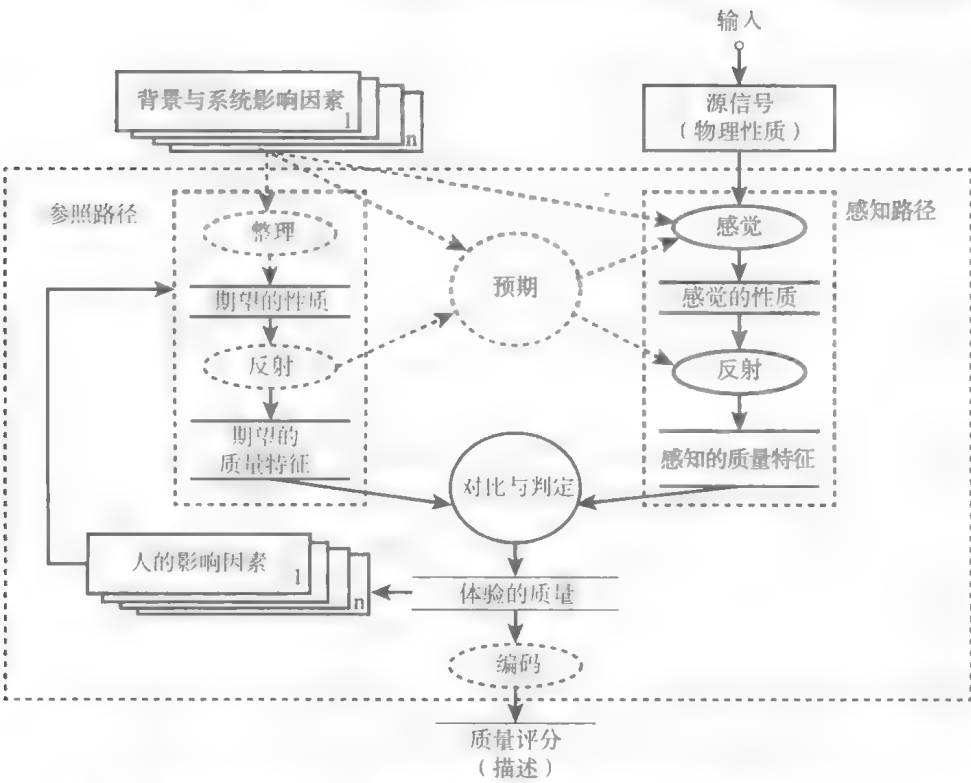 输入
背景与系统影响因素
1
n
源信号
（物理性质）
参照路径
感知路径
整理
感觉
预期
期望的性质
感觉的性质
反射
反射
期望的
质量特征
感知的质量特征
对比与判定
人的影响因素
1
n
体验的质量
编码
质量评分
（描述）